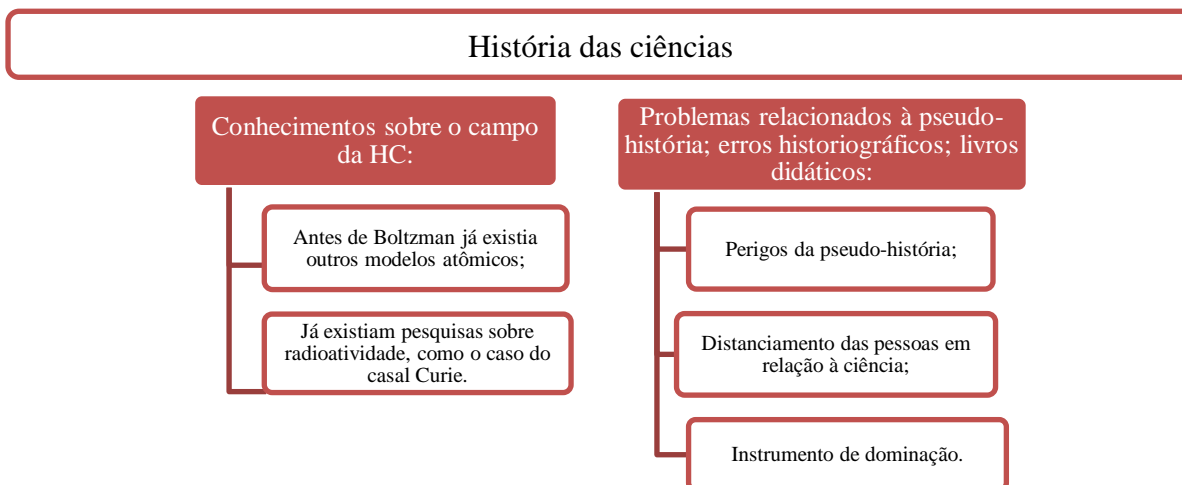 História das ciências
Conhecimentos sobre o campo
da HC:
Antes de Boltzman já existia
outros modelos atômicos;
Já existiam pesquisas sobre
radioatividade, como o caso do
casal Curie.
Problemas relacionados à pseudo-
história; erros historiográficos; livros
didáticos:
Perigos da pseudo-história;
Distanciamento das pessoas em
relação à ciência;
Instrumento de dominação.